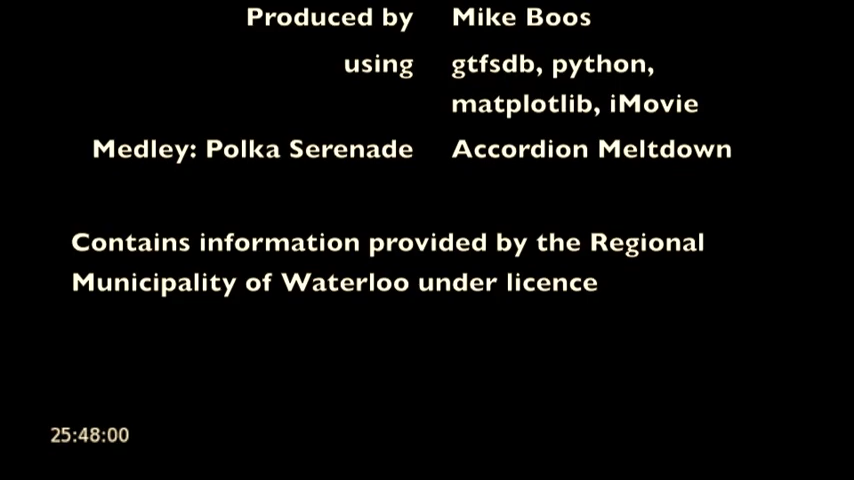 Produced by Mike Boos
using gtfsdb, python,
matplotlib, iMovie
Medley: Polka Serenade Accordion Meltdown
Contains information provided by the Regional
Municipality of Waterloo under licence
25:48:00